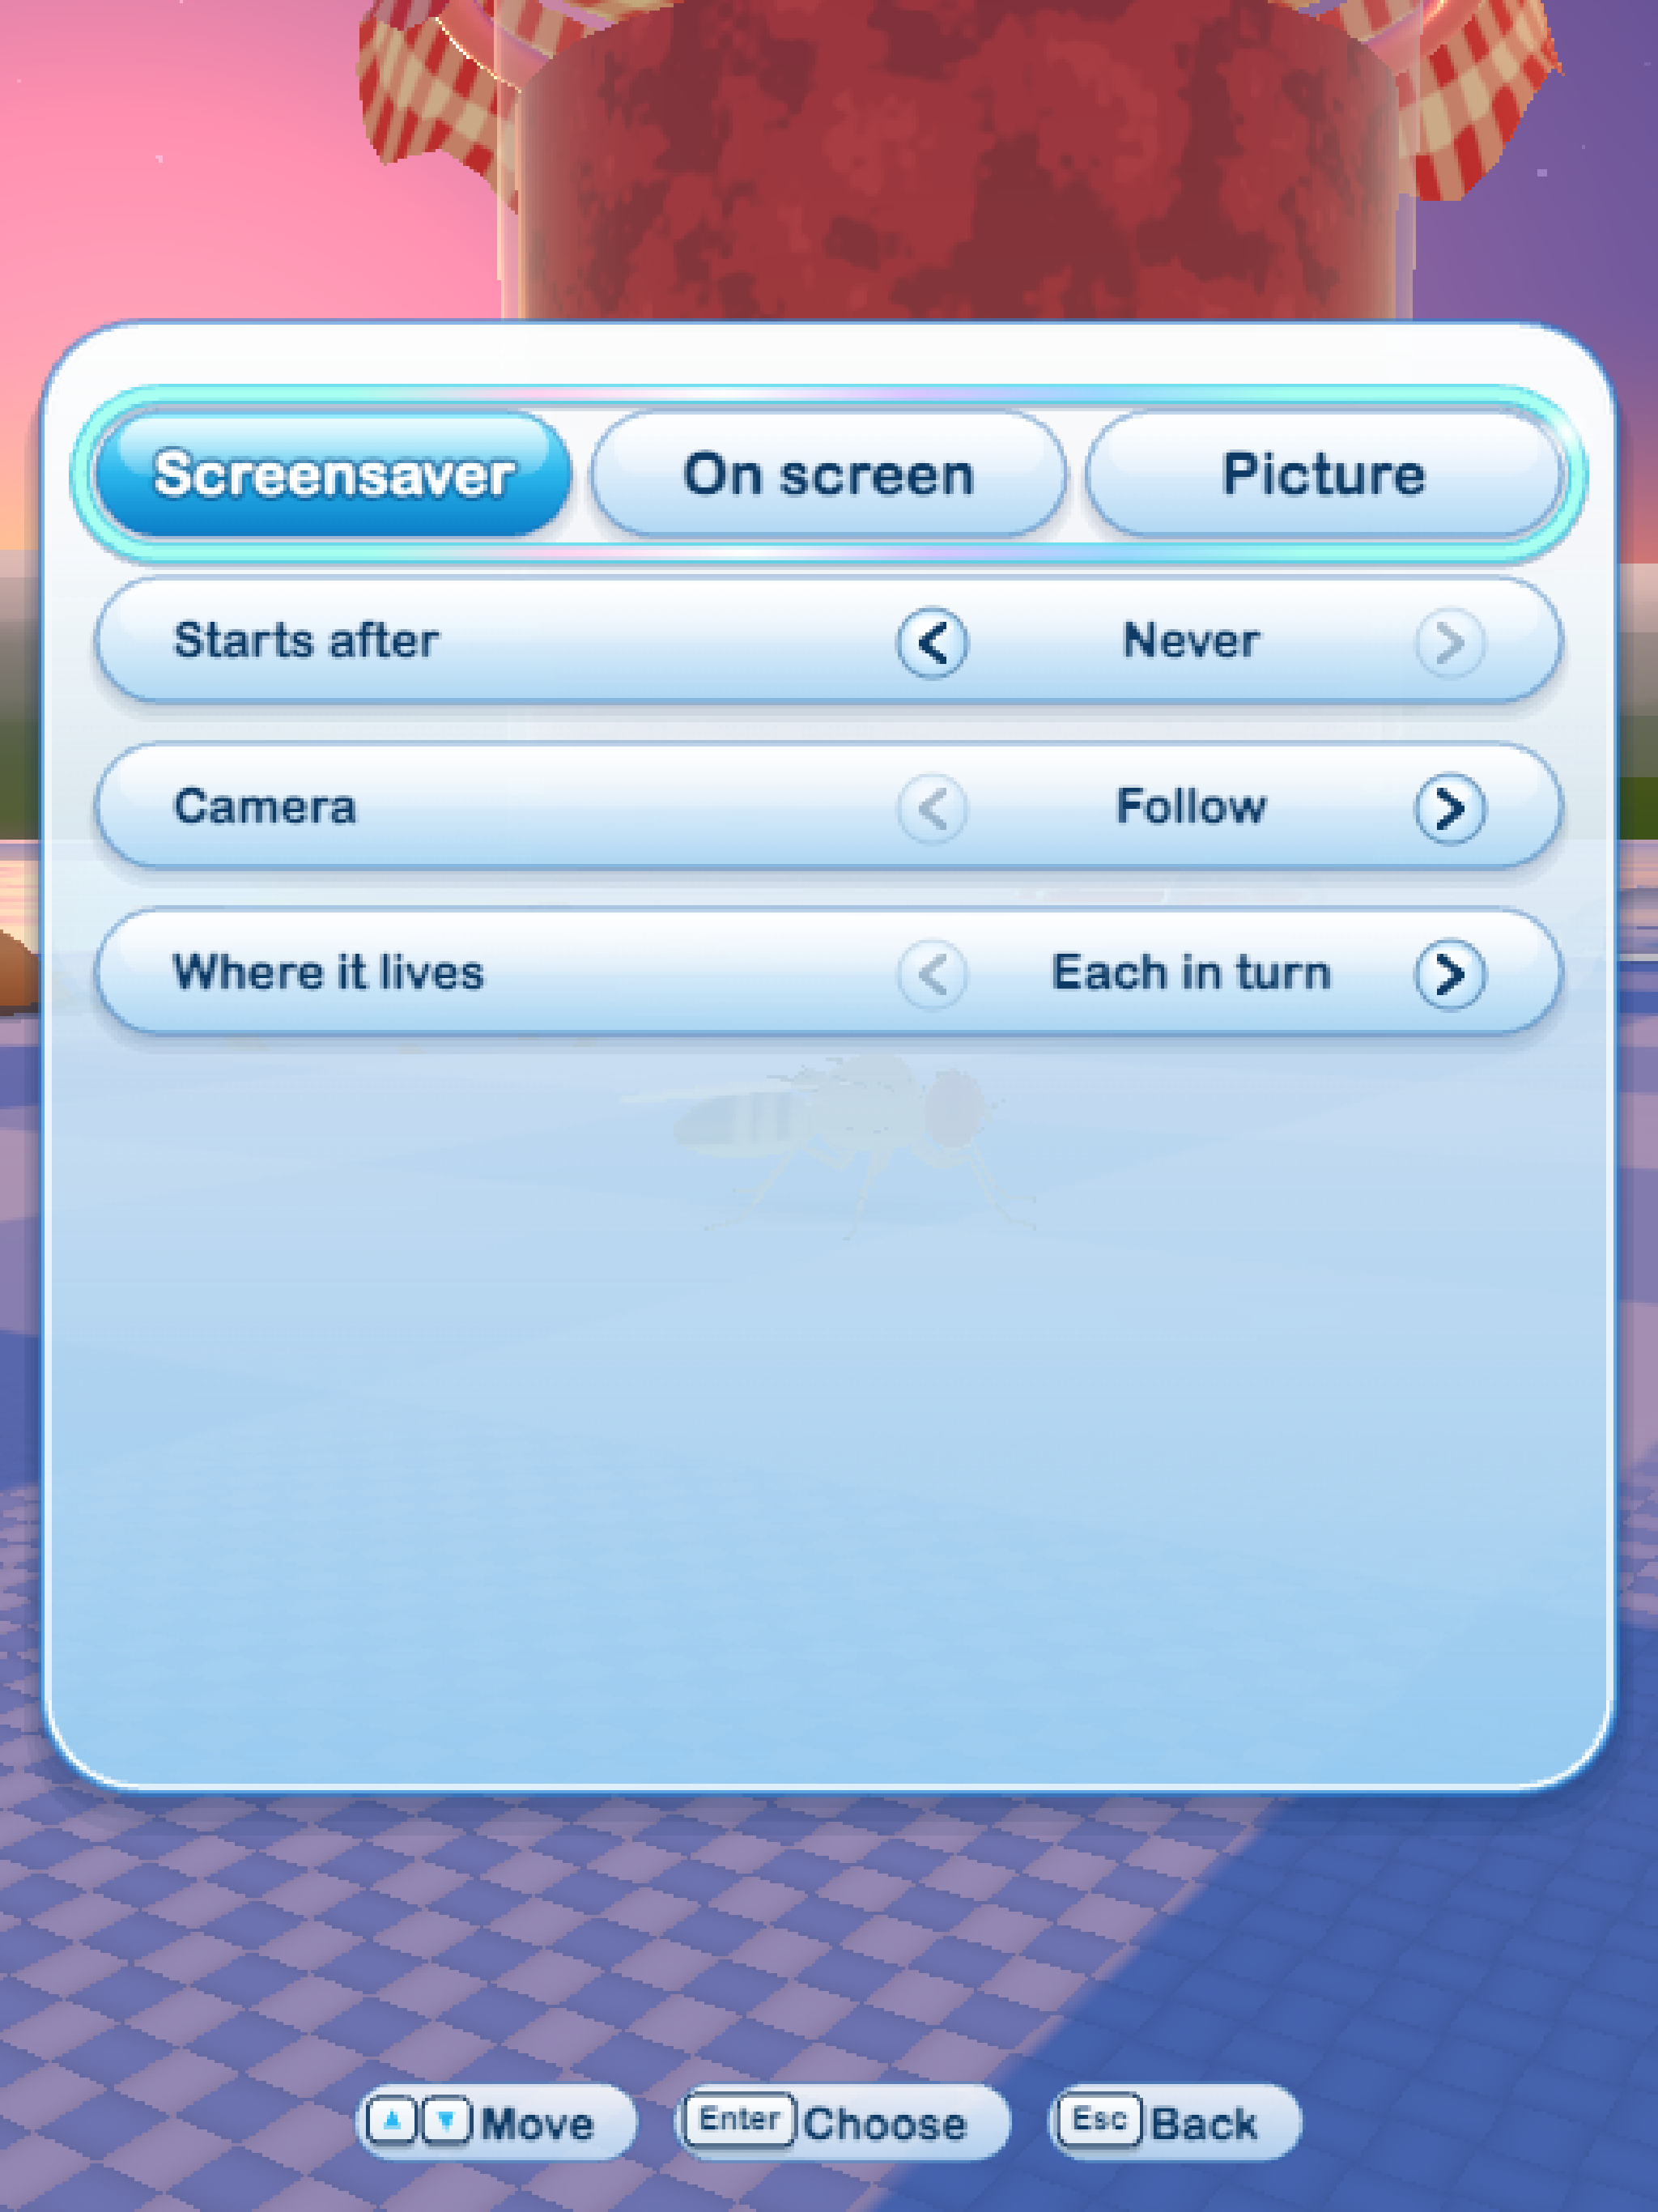 Screensaver On screen Picture
Starts after < Never >
Camera < Follow >
Where it lives < Each in turn >
▲ ▼ Move Enter Choose Esc Back